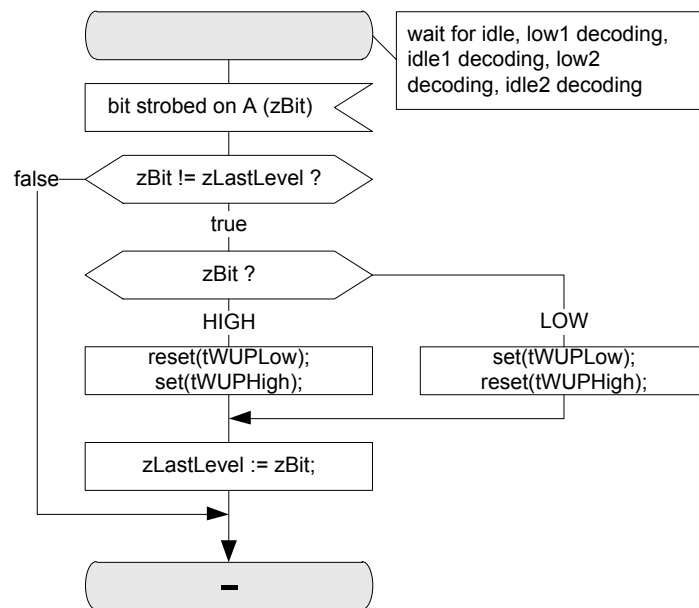 wait for idle, low1 decoding,
idle1 decoding, low2
decoding, idle2 decoding
bit strobed on A (zBit)
false
zBit != zLastLevel ?
true
zBit ?
HIGH
LOW
reset(tWUPLow);
set(tWUPHigh);
set(tWUPLow);
reset(tWUPHigh);
zLastLevel := zBit;
-